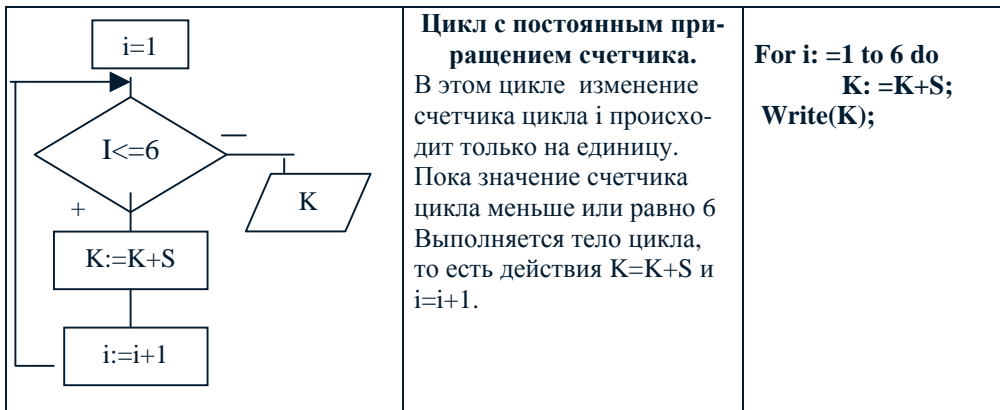 i=1
I<=6
—
K
+
K:=K+S
i:=i+1
Цикл с постоянным при-
ращением счетчика.
В этом цикле изменение
счетчика цикла i происхо-
дит только на единицу.
Пока значение счетчика
цикла меньше или равно 6
Выполняется тело цикла,
то есть действия K=K+S и
i=i+1.
For i: =1 to 6 do
K: =K+S;
Write(K);